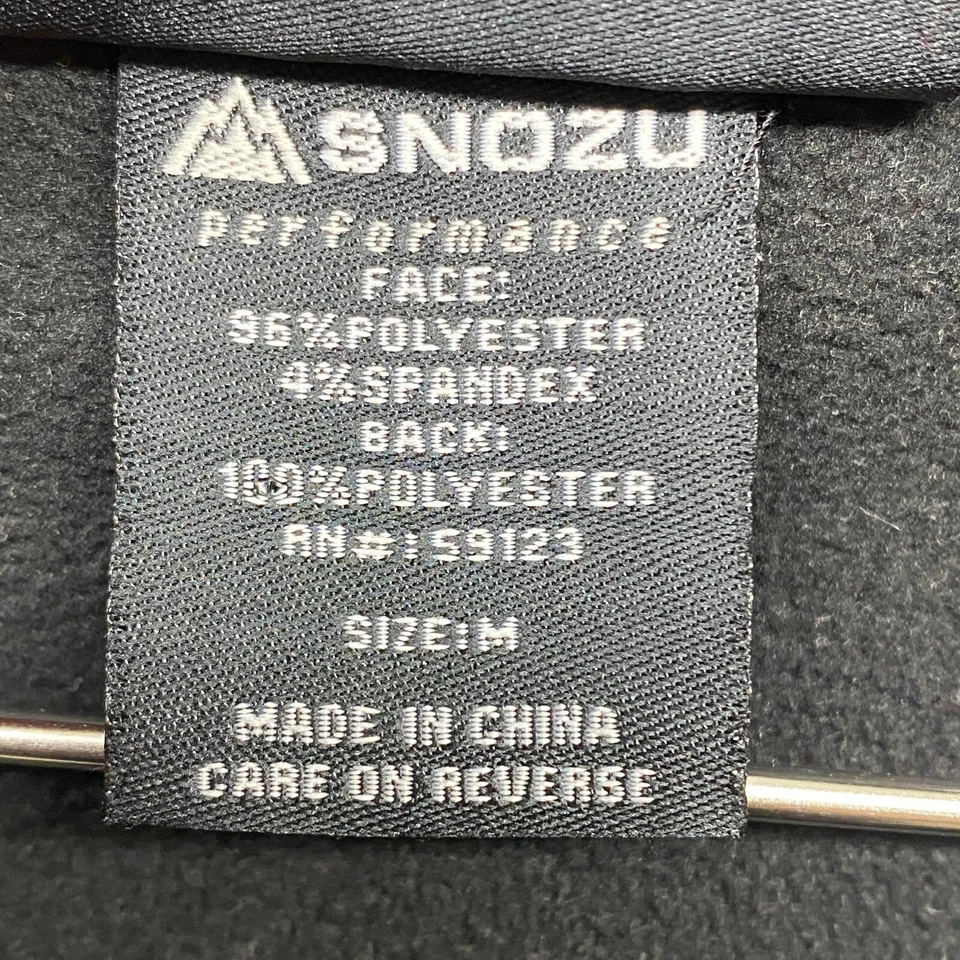 SNOZU
performance
FACE:
96%POLYESTER
4%SPANDEX
BACK:
100%POLYESTER
RN#:59123
SIZE:M
MADE IN CHINA
CARE ON REVERSE